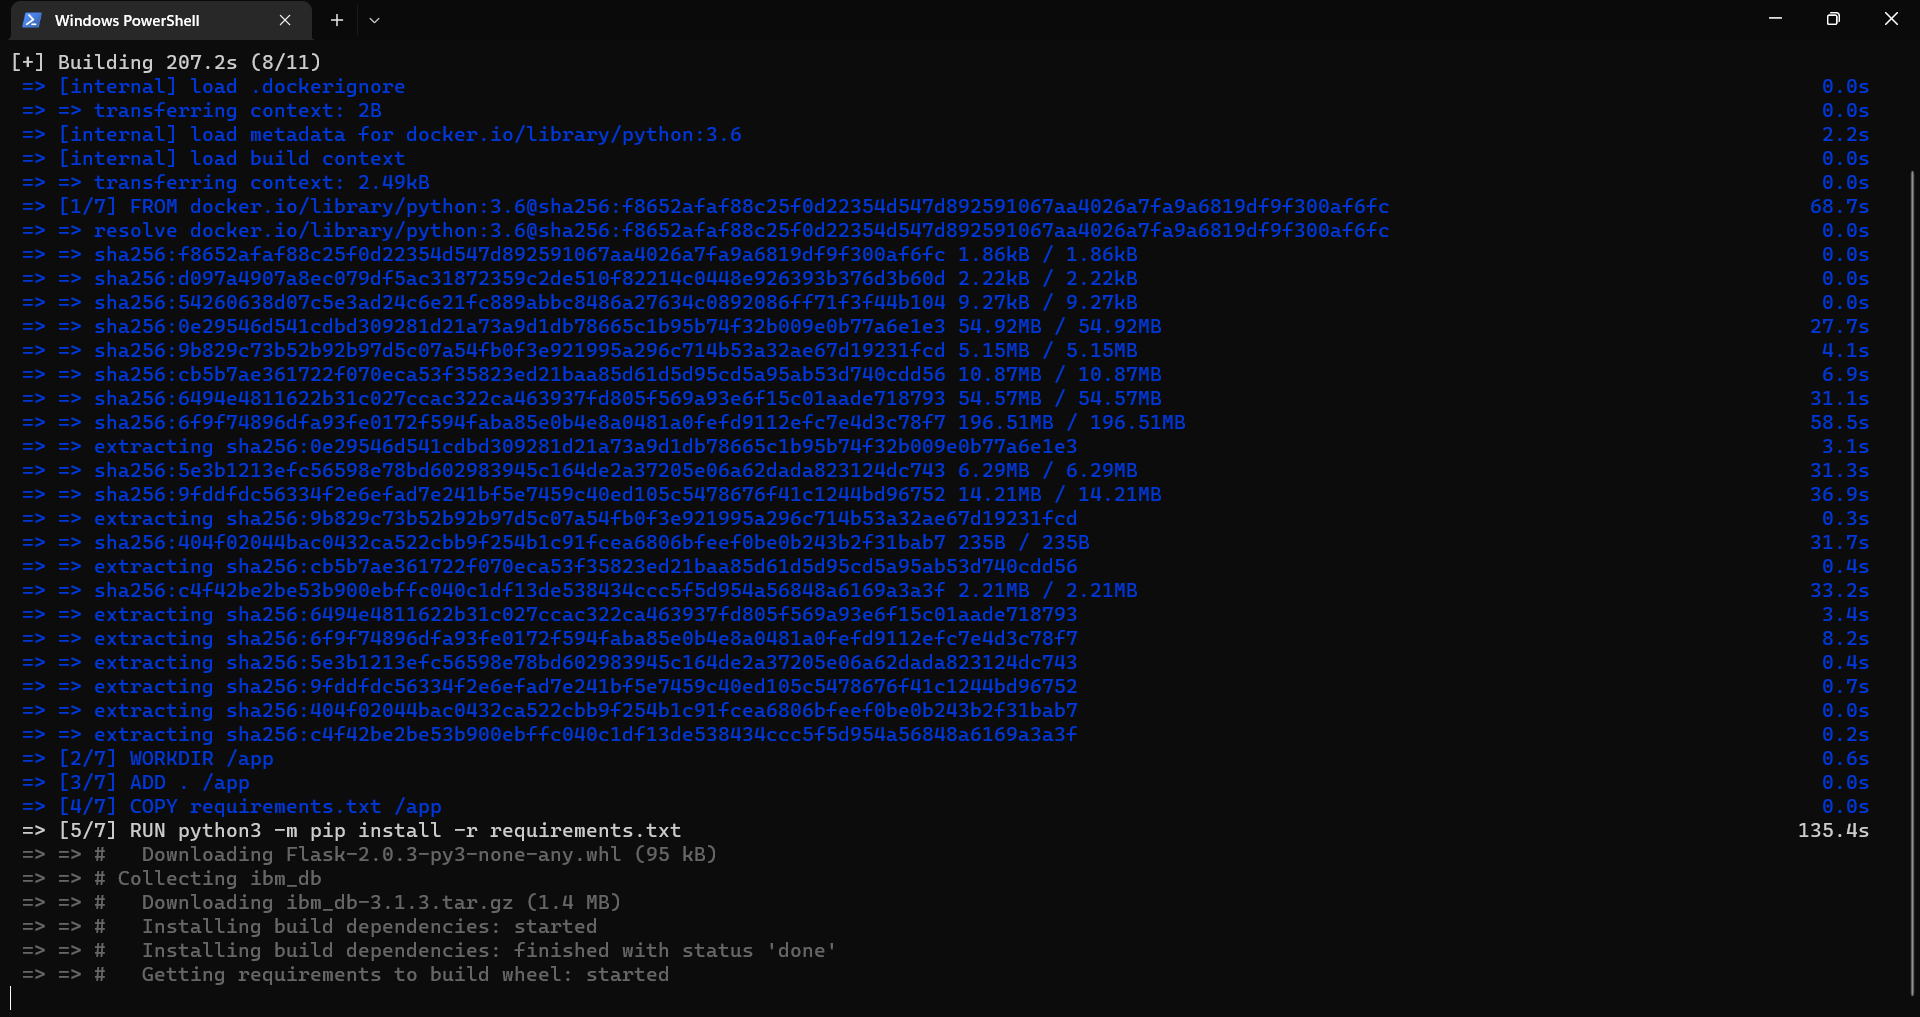 Windows PowerShell
[+] Building 207.2s (8/11)
=> [internal] load .dockerignore 0.0s
=> => transferring context: 2B 0.0s
=> [internal] load metadata for docker.io/library/python:3.6 2.2s
=> [internal] load build context 0.0s
=> => transferring context: 2.49kB 0.0s
=> [1/7] FROM docker.io/library/python:3.6@sha256:f8652afaf88c25f0d22354d547d892591067aa4026a7fa9a6819df9f300af6fc 68.7s
=> => resolve docker.io/library/python:3.6@sha256:f8652afaf88c25f0d22354d547d892591067aa4026a7fa9a6819df9f300af6fc 0.0s
=> => sha256:f8652afaf88c25f0d22354d547d892591067aa4026a7fa9a6819df9f300af6fc 1.86kB / 1.86kB 0.0s
=> => sha256:d097a4907a8ec079df5ac31872359c2de510f82214c0448e926393b376d3b60d 2.22kB / 2.22kB 0.0s
=> => sha256:54260638d07c5e3ad24c6e21fc889abbc8486a27634c0892086ff71f3f44b104 9.27kB / 9.27kB 0.0s
=> => sha256:0e29546d541cdbd309281d21a73a9d1db78665c1b95b74f32b009e0b77a6e1e3 54.92MB / 54.92MB 27.7s
=> => sha256:9b829c73b52b92b97d5c07a54fb0f3e921995a296c714b53a32ae67d19231fcd 5.15MB / 5.15MB 4.1s
=> => sha256:cb5b7ae361722f070eca53f35823ed21baa85d61d5d95cd5a95ab53d740cdd56 10.87MB / 10.87MB 6.9s
=> => sha256:6494e4811622b31c027ccac322ca463937fd805f569a93e6f15c01aade718793 54.57MB / 54.57MB 31.1s
=> => sha256:6f9f74896dfa93fe0172f594faba85e0b4e8a0481a0fefd9112efc7e4d3c78f7 196.51MB / 196.51MB 58.5s
=> => extracting sha256:0e29546d541cdbd309281d21a73a9d1db78665c1b95b74f32b009e0b77a6e1e3 3.1s
=> => sha256:5e3b1213efc56598e78bd602983945c164de2a37205e06a62dada823124dc743 6.29MB / 6.29MB 31.3s
=> => sha256:9fddfdc56334f2e6efad7e241bf5e7459c40ed105c5478676f41c1244bd96752 14.21MB / 14.21MB 36.9s
=> => extracting sha256:9b829c73b52b92b97d5c07a54fb0f3e921995a296c714b53a32ae67d19231fcd 0.3s
=> => sha256:404f02044bac0432ca522cbb9f254b1c91fcea6806bfeef0be0b243b2f31bab7 235B / 235B 31.7s
=> => extracting sha256:cb5b7ae361722f070eca53f35823ed21baa85d61d5d95cd5a95ab53d740cdd56 0.4s
=> => sha256:c4f42be2be53b900ebffc040c1df13de538434ccc5f5d954a56848a6169a3a3f 2.21MB / 2.21MB 33.2s
=> => extracting sha256:6494e4811622b31c027ccac322ca463937fd805f569a93e6f15c01aade718793 3.4s
=> => extracting sha256:6f9f74896dfa93fe0172f594faba85e0b4e8a0481a0fefd9112efc7e4d3c78f7 8.2s
=> => extracting sha256:5e3b1213efc56598e78bd602983945c164de2a37205e06a62dada823124dc743 0.4s
=> => extracting sha256:9fddfdc56334f2e6efad7e241bf5e7459c40ed105c5478676f41c1244bd96752 0.7s
=> => extracting sha256:404f02044bac0432ca522cbb9f254b1c91fcea6806bfeef0be0b243b2f31bab7 0.0s
=> => extracting sha256:c4f42be2be53b900ebffc040c1df13de538434ccc5f5d954a56848a6169a3a3f 0.2s
=> [2/7] WORKDIR /app 0.6s
=> [3/7] ADD . /app 0.0s
=> [4/7] COPY requirements.txt /app 0.0s
=> [5/7] RUN python3 -m pip install -r requirements.txt 135.4s
=> => # Downloading Flask-2.0.3-py3-none-any.whl (95 kB)
=> => # Collecting ibm_db
=> => # Downloading ibm_db-3.1.3.tar.gz (1.4 MB)
=> => # Installing build dependencies: started
=> => # Installing build dependencies: finished with status 'done'
=> => # Getting requirements to build wheel: started